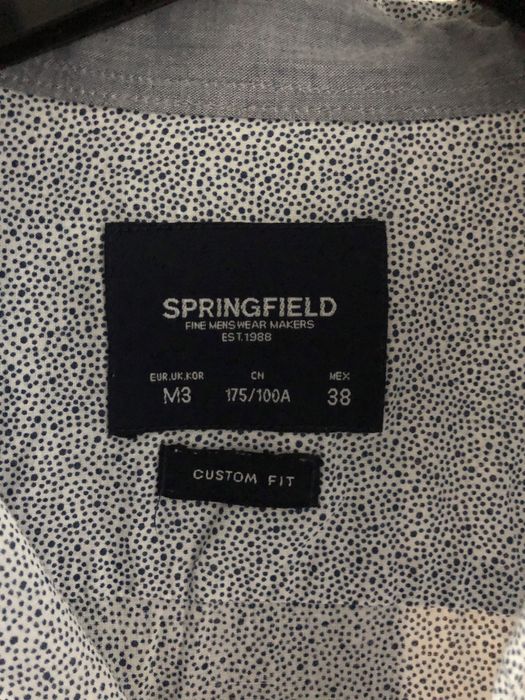 SPRINGFIELD
FINE MENSWEAR MAKERS
EST.1988
EUR.UK.KOR CN MEX
M3 175/100A 38
CUSTOM FIT